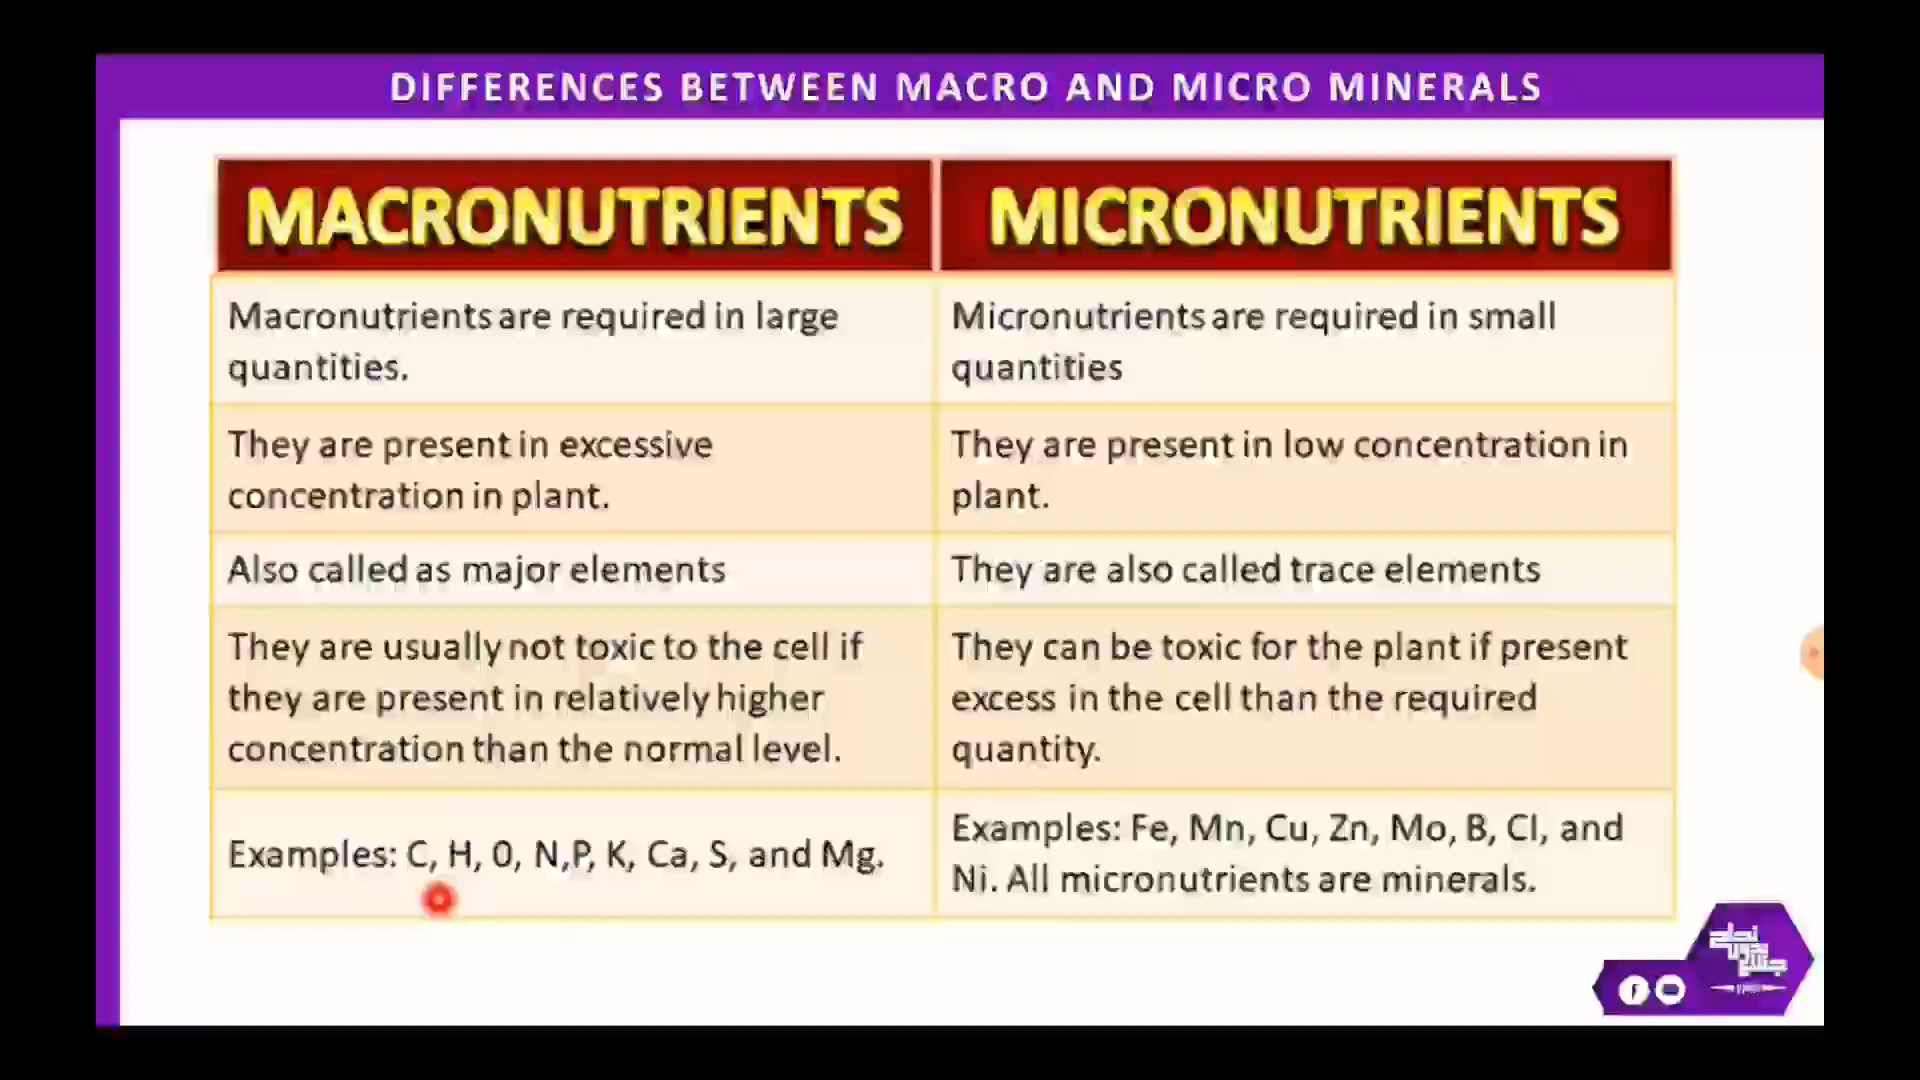 DIFFERENCES BETWEEN MACRO AND MICRO MINERALS
MACRONUTRIENTS
MICRONUTRIENTS
Macronutrients are required in large
quantities.
Micronutrients are required in small
quantities
They are present in excessive
concentration in plant.
They are present in low concentration in
plant.
Also called as major elements
They are also called trace elements
They are usually not toxic to the cell if
they are present in relatively higher
concentration than the normal level.
They can be toxic for the plant if present
excess in the cell than the required
quantity.
Examples: C, H, 0, N,P, K, Ca, S, and Mg.
Examples: Fe, Mn, Cu, Zn, Mo, B, Cl, and
Ni. All micronutrients are minerals.